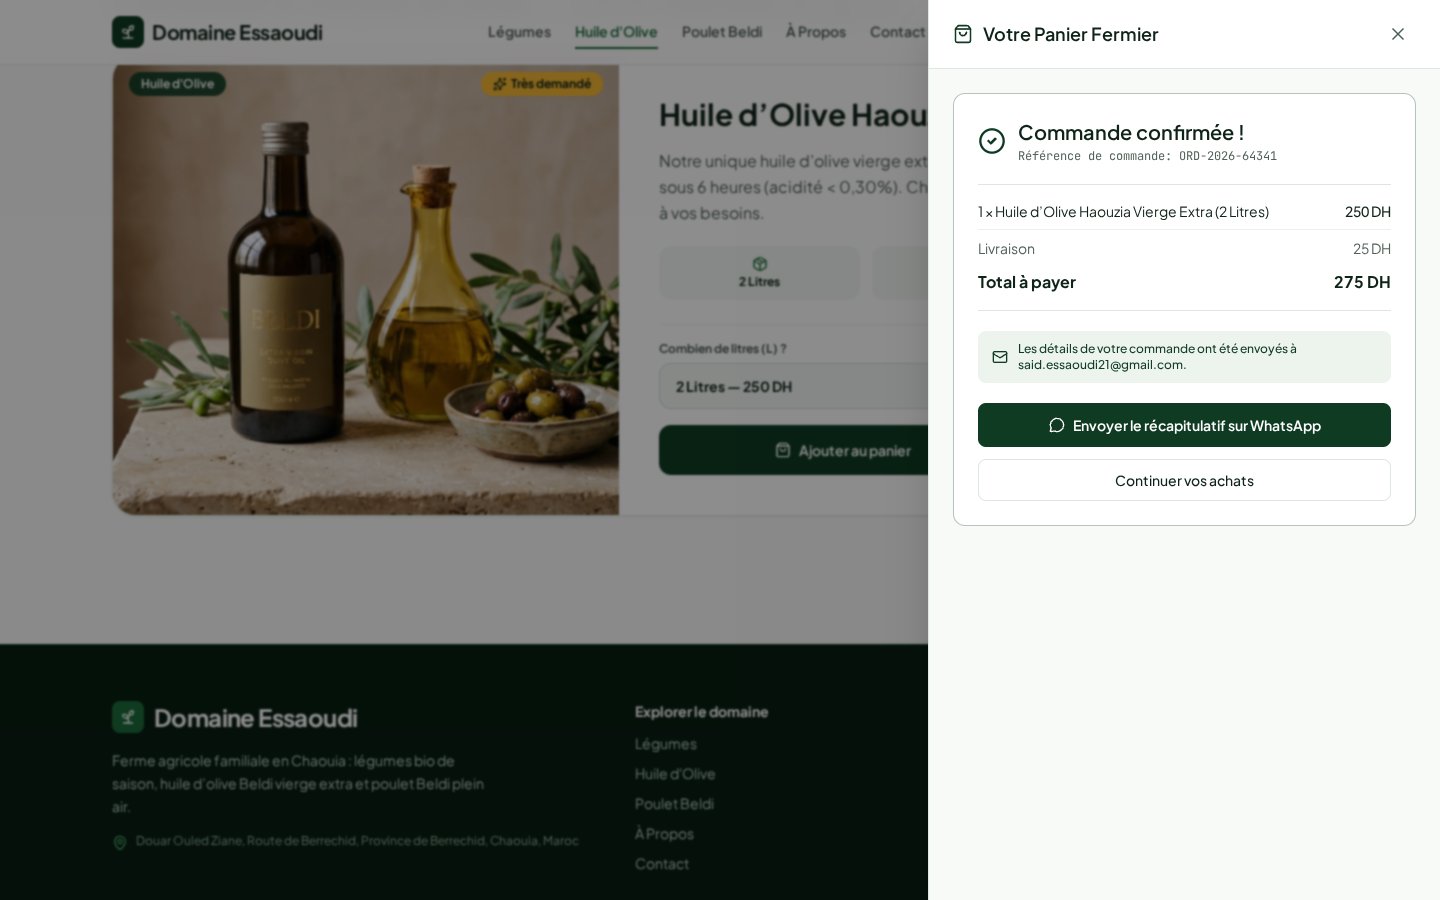 Domaine Essaoudi
Légumes
Huile d'Olive
Poulet Beldi
À Propos
Contact
Huile d'Olive
Très demandé
BELDI
Huile d’Olive Haou
Notre unique huile d’olive vierge ext
sous 6 heures (acidité < 0,30%). Ch
à vos besoins.
2 Litres
Combien de litres (L) ?
2 Litres — 250 DH
Ajouter au panier
Domaine Essaoudi
Ferme agricole familiale en Chaouia : légumes bio de
saison, huile d’olive Beldi vierge extra et poulet Beldi plein
air.
Douar Ouled Ziane, Route de Berrechid, Province de Berrechid, Chaouia, Maroc
Explorer le domaine
Légumes
Huile d'Olive
Poulet Beldi
À Propos
Contact
Votre Panier Fermier
Commande confirmée !
Référence de commande: ORD-2026-64341
1 × Huile d’Olive Haouzia Vierge Extra (2 Litres) 250 DH
Livraison 25 DH
Total à payer 275 DH
Les détails de votre commande ont été envoyés à
said.essaoudi21@gmail.com.
Envoyer le récapitulatif sur WhatsApp
Continuer vos achats